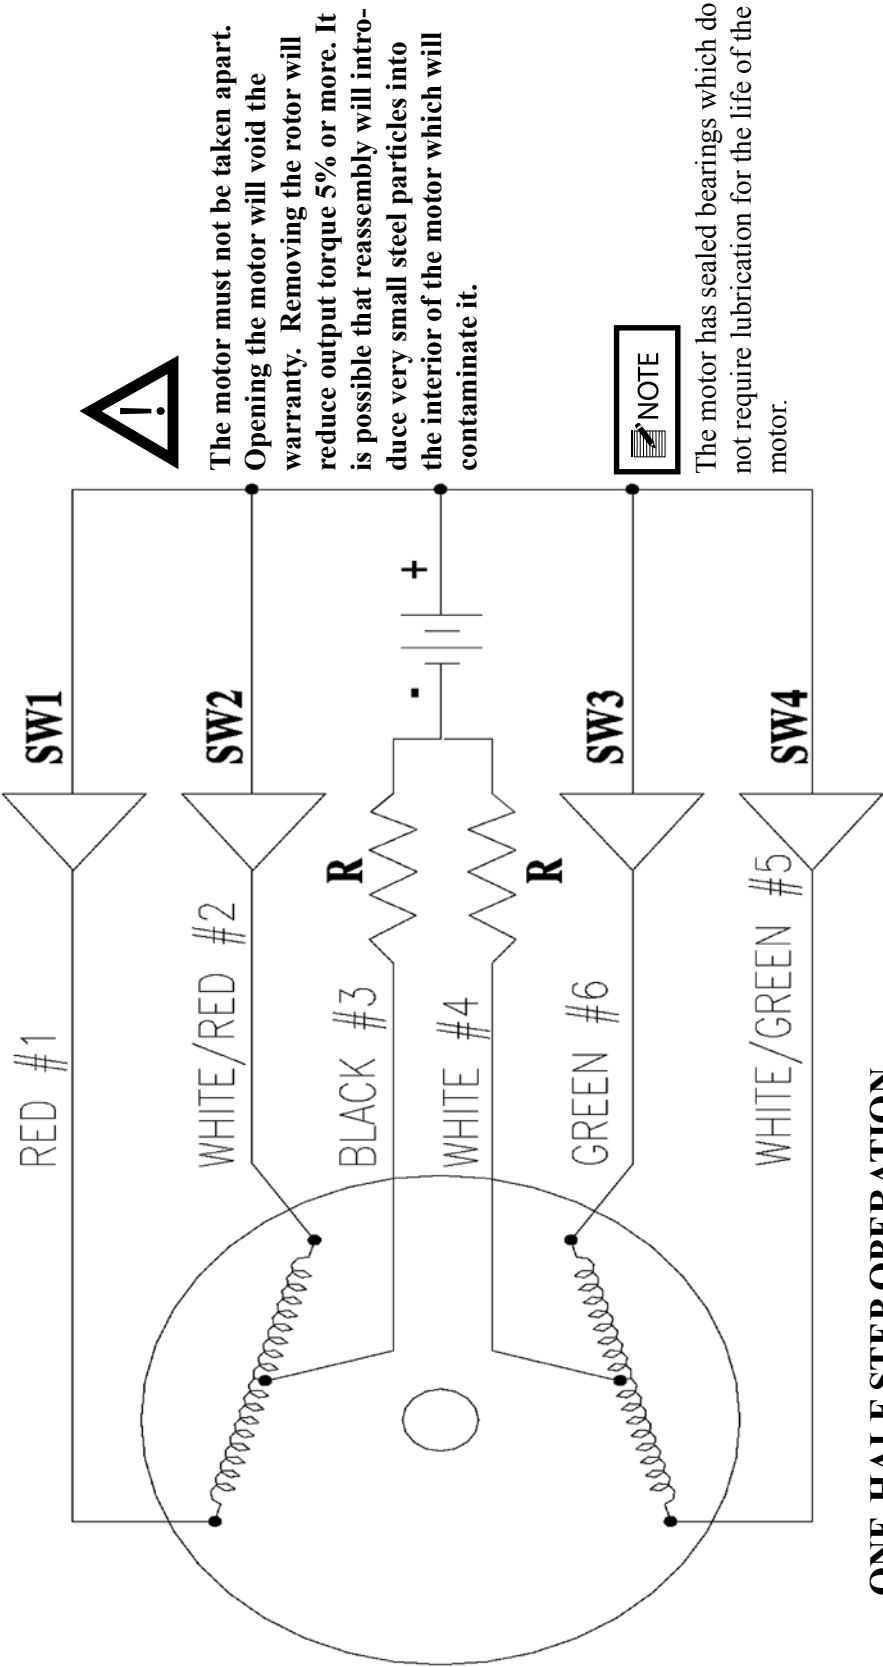 The motor must not be taken apart.
Opening the motor will void the
warranty.  Removing the rotor will
reduce output torque 5% or more. It
is possible that reassembly will intro-
duce very small steel particles into
the interior of the motor which will
contaminate it.
NOTE
The motor has sealed bearings which do
not require lubrication for the life of the
motor.
RED #1
SW1
WHITE/RED #2
SW2
BLACK #3
R
-
+
WHITE #4
R
GREEN #6
SW3
WHITE/GREEN #5
SW4
ONE-HALF STEP OPERATION